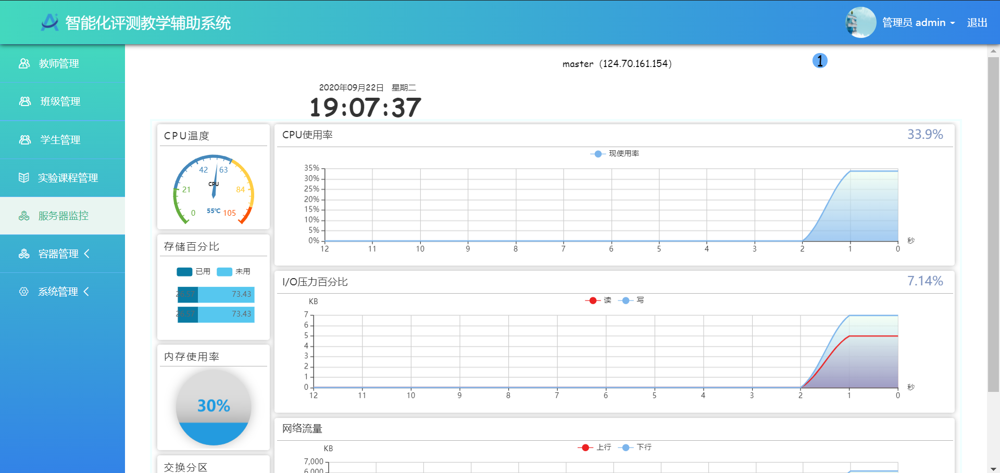 智能化评测教学辅助系统
管理员 admin
退出
教师管理
班级管理
学生管理
实验课程管理
服务器监控
容器管理
系统管理
master（124.70.161.154）
1
2020年09月22日 星期二
19:07:37
CPU温度
42 63
CPU
21 84
0 55℃ 105
存储百分比
已用 未用
26.57 73.43
26.57 73.43
内存使用率
30%
交换分区
CPU使用率 33.9%
现使用率
35%
30%
25%
20%
15%
10%
5%
0%
12 11 10 9 8 7 6 5 4 3 2 1 0 秒
I/O压力百分比 7.14%
KB 读 写
7
6
5
4
3
2
1
0
12 11 10 9 8 7 6 5 4 3 2 1 0 秒
网络流量
KB 上行 下行
7,000
6,000